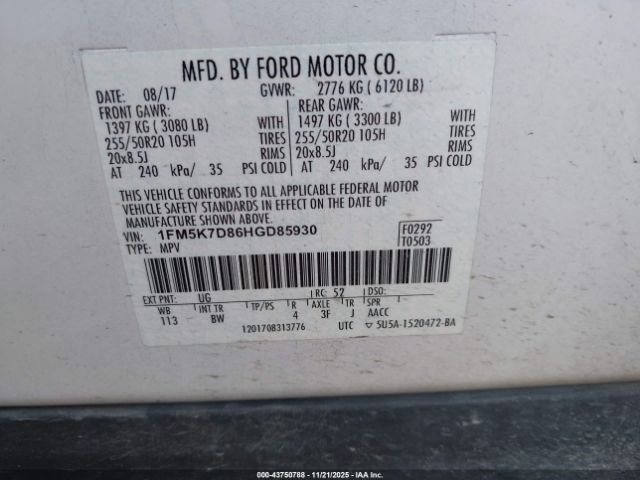 MFD. BY FORD MOTOR CO.
DATE: 08/17 GVWR: 2776 KG ( 6120 LB)
FRONT GAWR: REAR GAWR:
1397 KG ( 3080 LB) WITH 1497 KG ( 3300 LB) WITH
255/50R20 105H TIRES 255/50R20 105H TIRES
20x8.5J RIMS 20x8.5J RIMS
AT 240 kPa/ 35 PSI COLD AT 240 kPa/ 35 PSI COLD
THIS VEHICLE CONFORMS TO ALL APPLICABLE FEDERAL MOTOR
VEHICLE SAFETY STANDARDS IN EFFECT ON THE DATE OF
MANUFACTURE SHOWN ABOVE.
VIN: 1FM5K7D86HGD85930 F0292
TYPE: MPV T0503
EXT PNT: UG RC: 52 DSO:
WB INT TR TP/PS R AXLE TR SPR
113 BW 4 3F J AACC
1201708313776 UTC ▽ 5U5A-1520472-BA
000-43750788 — 11/21/2025 — IAA Inc.